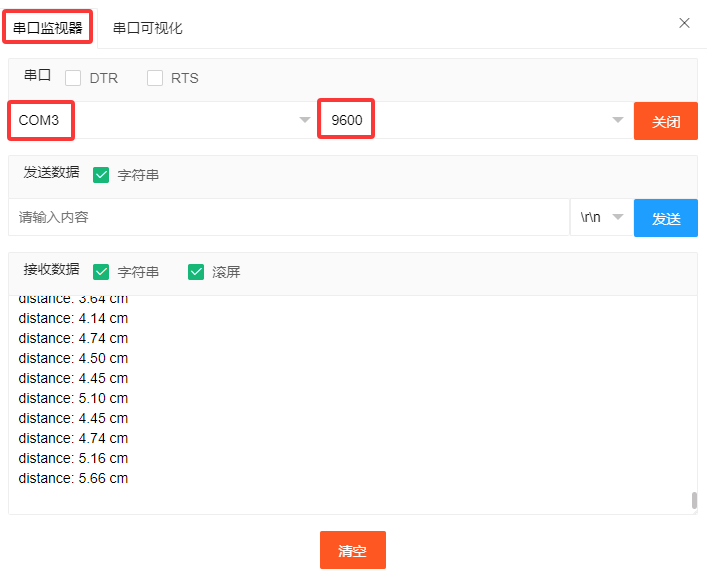 串口监视器 串口可视化
串口 DTR RTS
COM3 9600 关闭
发送数据 字符串
请输入内容 \r\n 发送
接收数据 字符串 滚屏
distance: 3.64 cm
distance: 4.14 cm
distance: 4.74 cm
distance: 4.50 cm
distance: 4.45 cm
distance: 5.10 cm
distance: 4.45 cm
distance: 4.74 cm
distance: 5.16 cm
distance: 5.66 cm
清空